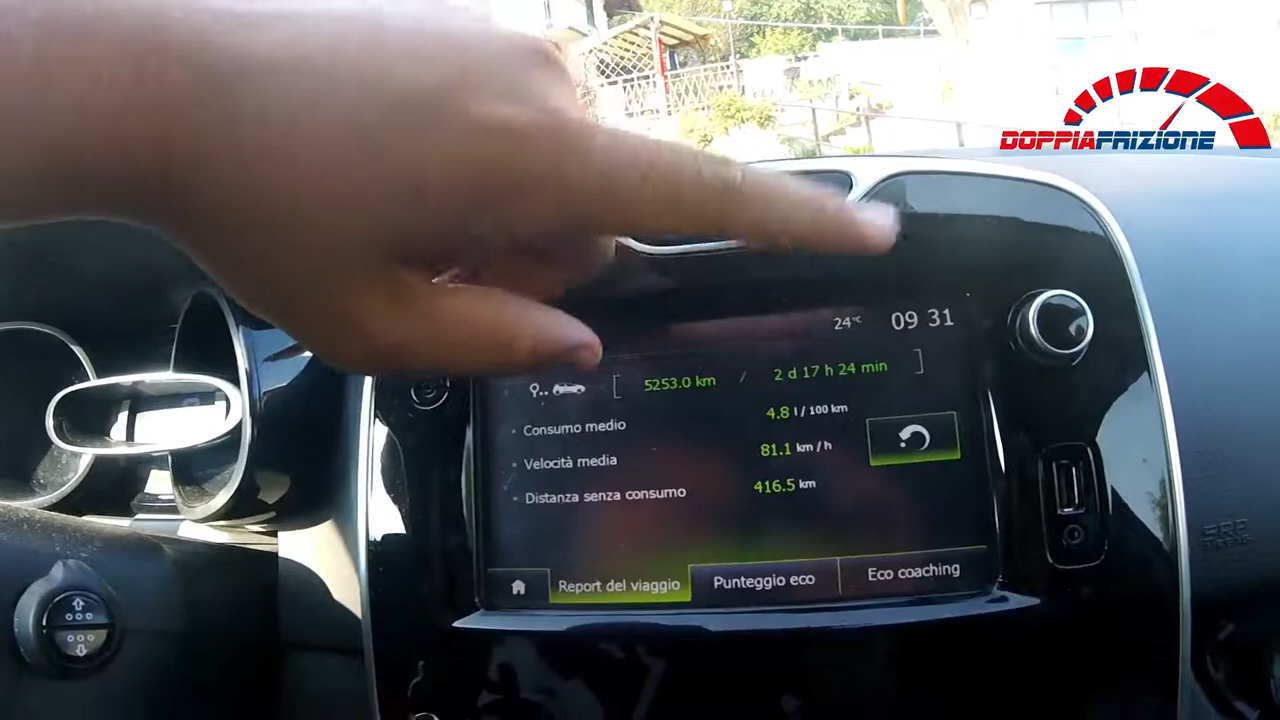 DOPPIAFRIZIONE
24°C 09 31
5253.0 km / 2 d 17 h 24 min
Consumo medio 4.8 l / 100 km
Velocità media 81.1 km / h
Distanza senza consumo 416.5 km
Report del viaggio Punteggio eco Eco coaching